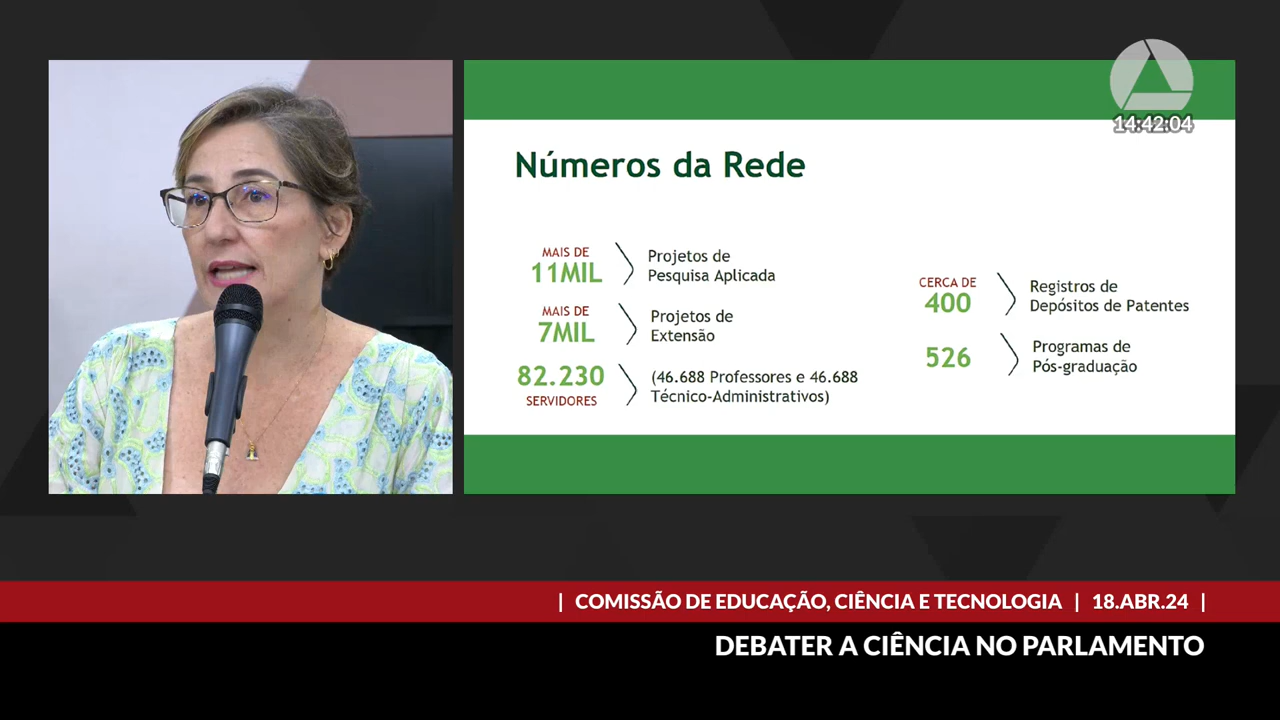 14:42:04
Números da Rede
MAIS DE
11MIL
Projetos de
Pesquisa Aplicada
MAIS DE
7MIL
Projetos de
Extensão
82.230
SERVIDORES
(46.688 Professores e 46.688
Técnico-Administrativos)
CERCA DE
400
Registros de
Depósitos de Patentes
526
Programas de
Pós-graduação
| COMISSÃO DE EDUCAÇÃO, CIÊNCIA E TECNOLOGIA | 18.ABR.24 |
DEBATER A CIÊNCIA NO PARLAMENTO